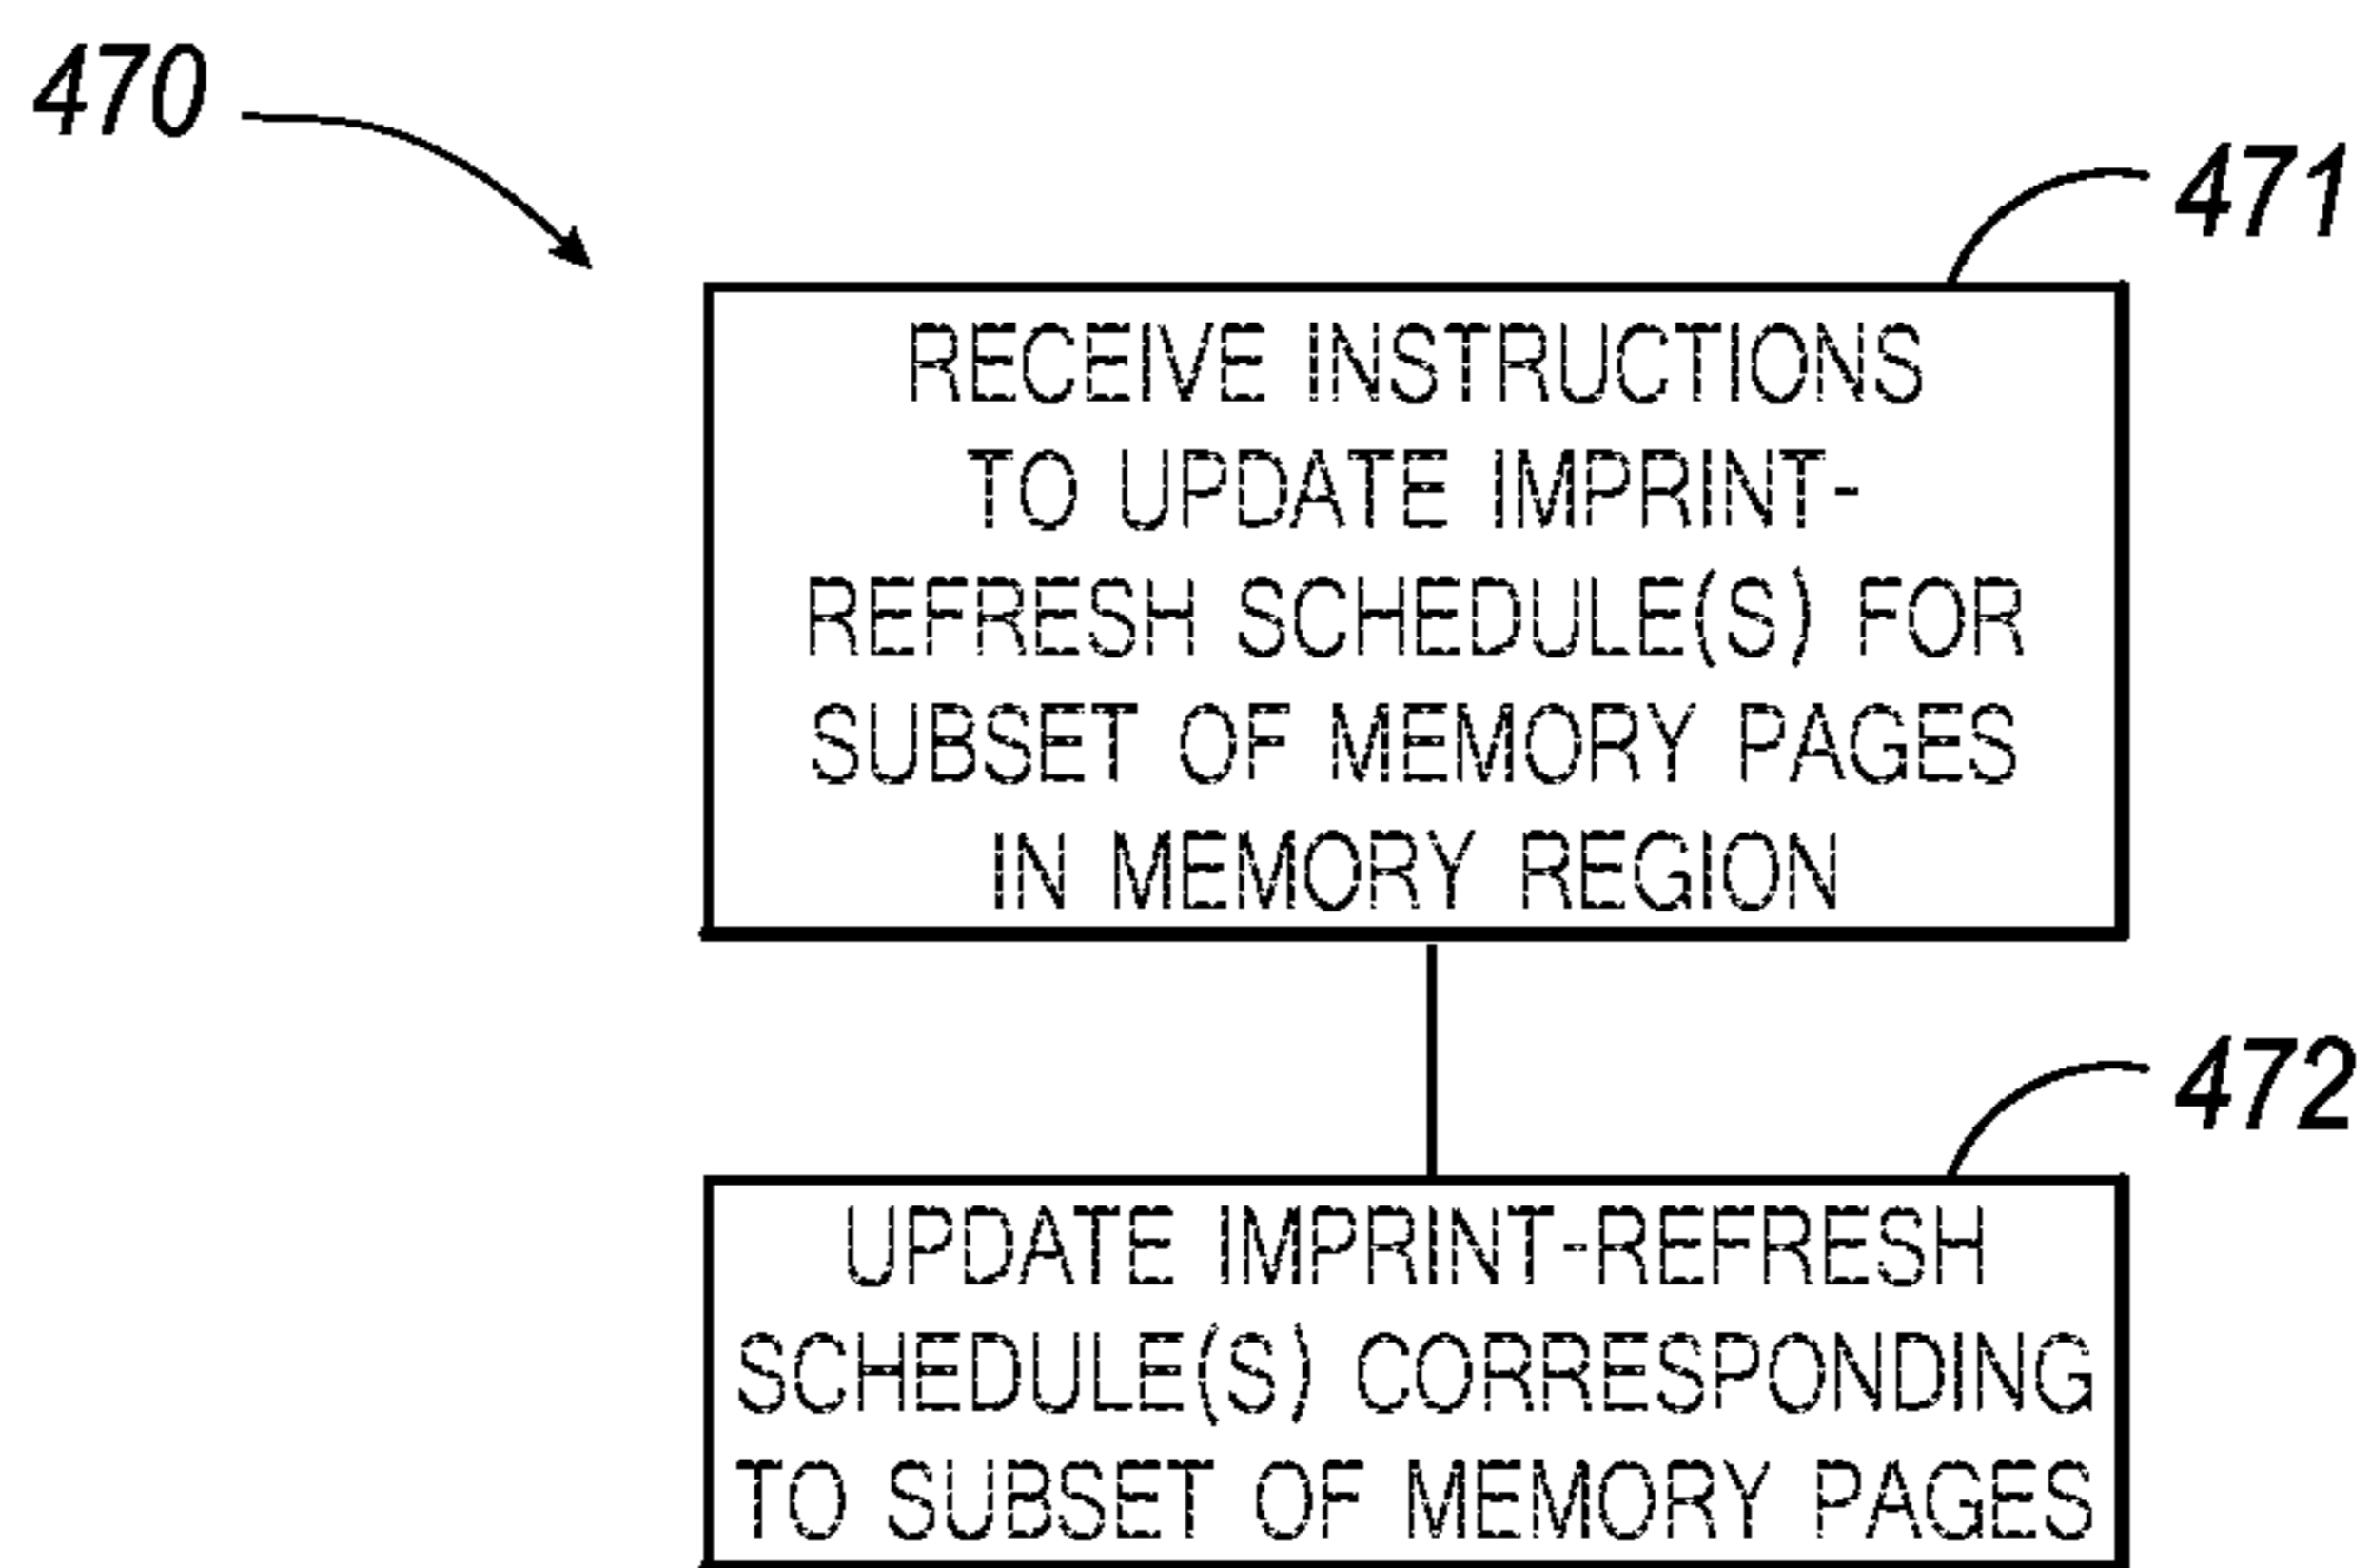 470
471
RECEIVE INSTRUCTIONS
TO UPDATE IMPRINT-
REFRESH SCHEDULE(S) FOR
SUBSET OF MEMORY PAGES
IN MEMORY REGION
472
UPDATE IMPRINT-REFRESH
SCHEDULE(S) CORRESPONDING
TO SUBSET OF MEMORY PAGES